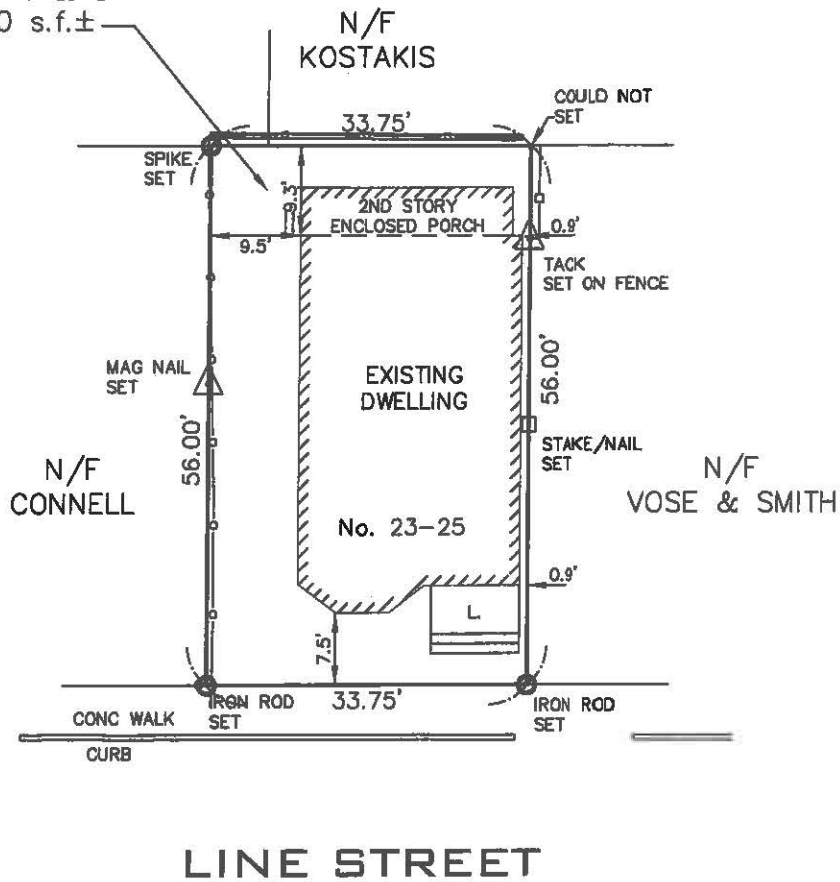 0 s.f.±
N/F
KOSTAKIS
COULD NOT
SET
33.75'
SPIKE
SET
9.3'
2ND STORY
ENCLOSED PORCH
9.5'
0.9'
TACK
SET ON FENCE
MAG NAIL
SET
EXISTING
DWELLING
56.00'
56.00'
STAKE/NAIL
SET
N/F
CONNELL
N/F
VOSE & SMITH
No. 23-25
0.9'
L
7.5'
IRON ROD
SET
33.75'
IRON ROD
SET
CONC WALK
CURB
LINE STREET